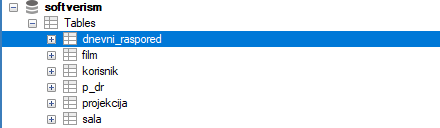 softverism
Tables
dnevni_raspored
film
korisnik
p_dr
projekcija
sala